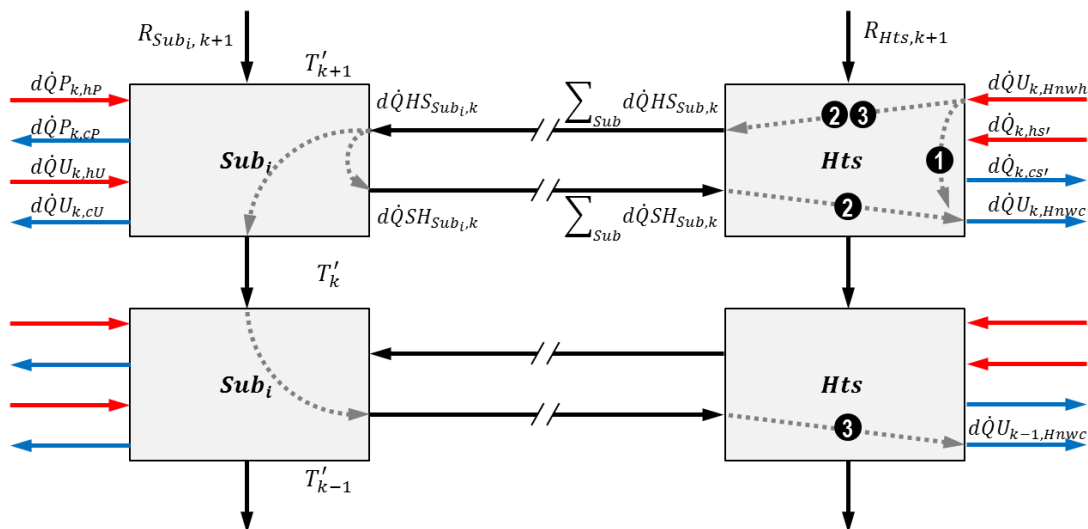 R_{Sub_i, k+1}
T'_{k+1}
R_{Hts,k+1}
dQ̇P_{k,hP}
dQ̇P_{k,cP}
dQ̇U_{k,hU}
dQ̇U_{k,cU}
Sub_i
dQ̇HS_{Sub_i,k}
dQ̇SH_{Sub_i,k}
∑_{Sub} dQ̇HS_{Sub,k}
∑_{Sub} dQ̇SH_{Sub,k}
2 3
1
Hts
2
dQ̇U_{k,Hnwh}
dQ̇_{k,hs'}
dQ̇_{k,cs'}
dQ̇U_{k,Hnwc}
T'_k
Sub_i
Hts
3
dQ̇U_{k−1,Hnwc}
T'_{k−1}